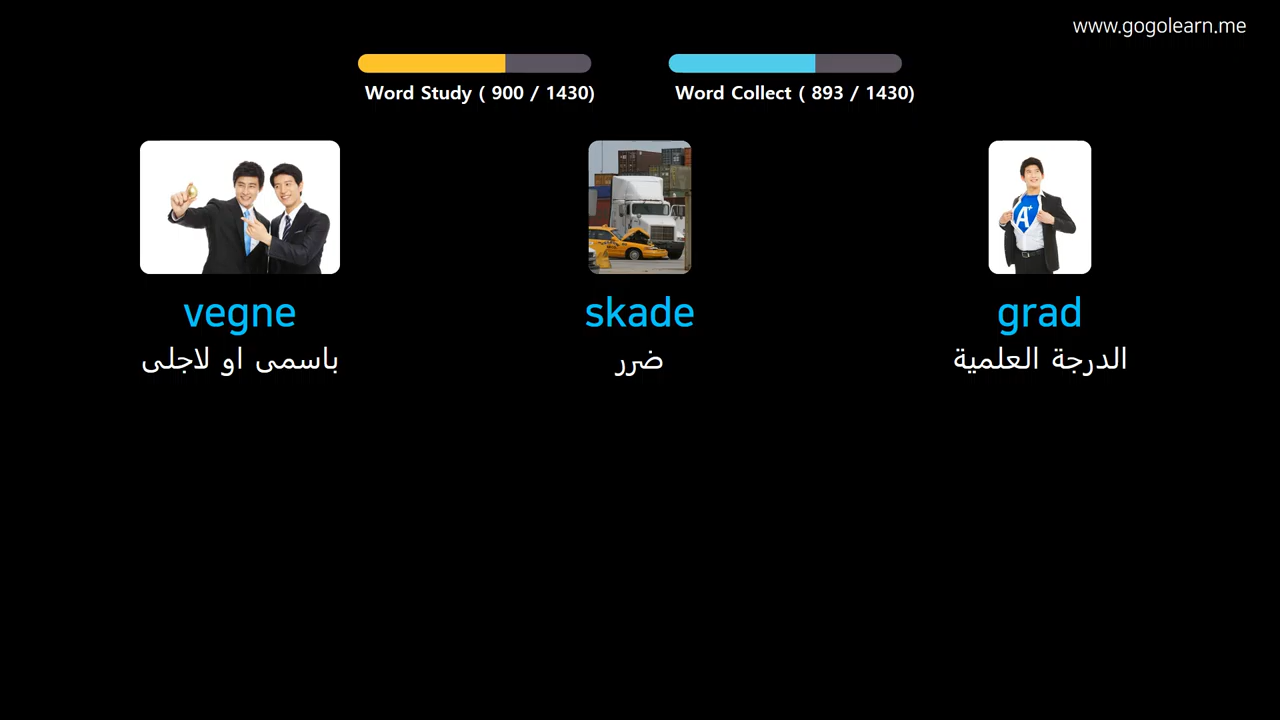 www.gogolearn.me
Word Study ( 900 / 1430)
Word Collect ( 893 / 1430)
A+
vegne
skade
grad
باسمى او لاجلى
ضرر
الدرجة العلمية